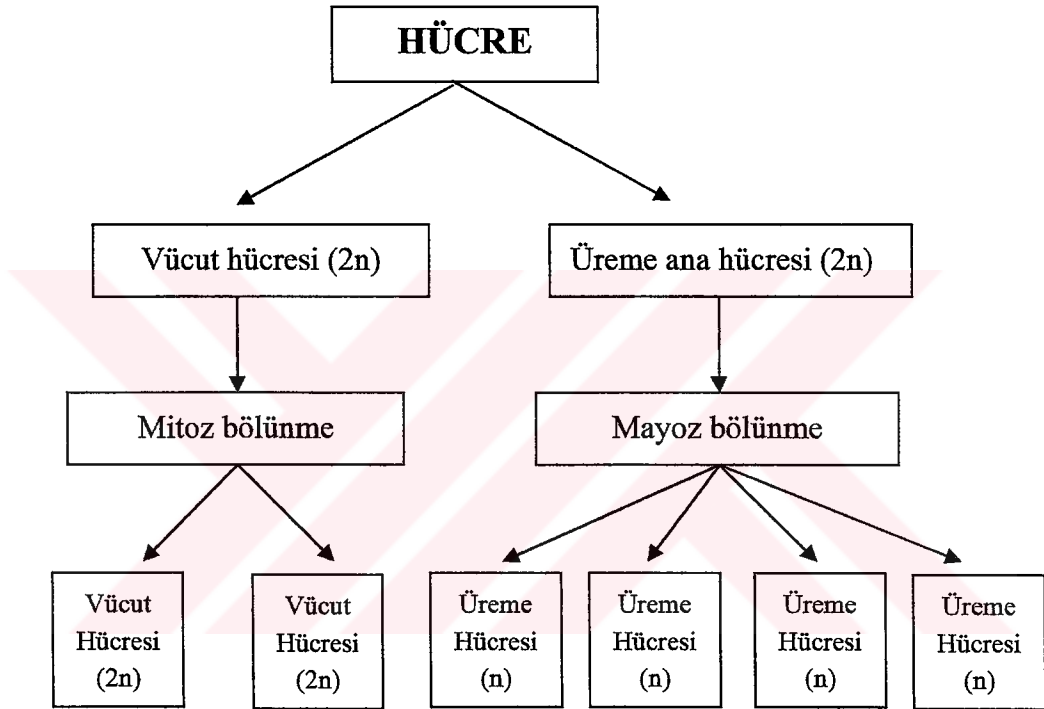 HÜCRE
Vücut hücresi (2n)
Üreme ana hücresi (2n)
Mitoz bölünme
Mayoz bölünme
Vücut
Hücresi
(2n)
Vücut
Hücresi
(2n)
Üreme
Hücresi
(n)
Üreme
Hücresi
(n)
Üreme
Hücresi
(n)
Üreme
Hücresi
(n)